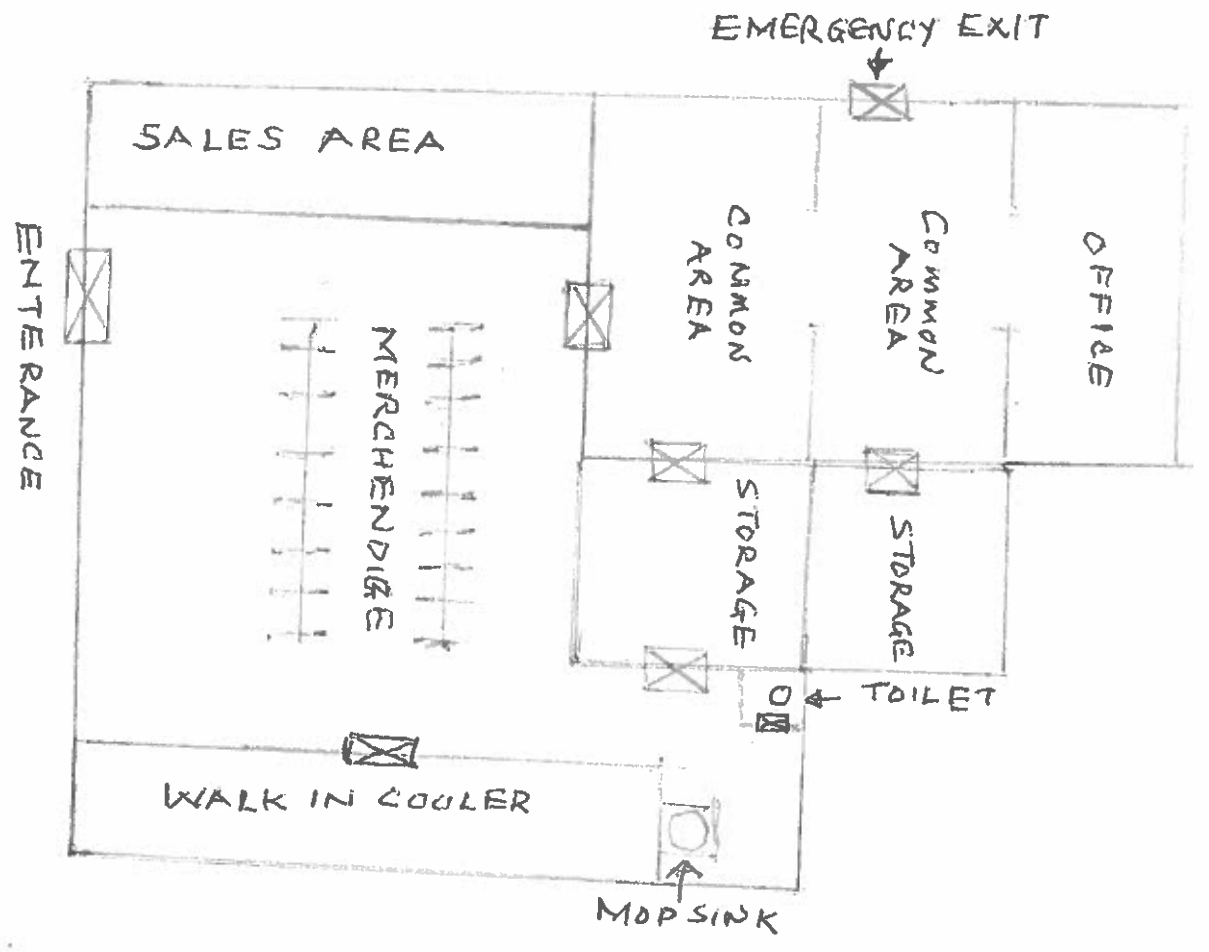 EMERGENCY EXIT
SALES AREA
ENTERANCE
MERCHENDISE
COMMON
AREA
COMMON
AREA
OFFICE
STORAGE
STORAGE
TOILET
WALK IN COOLER
MOP SINK